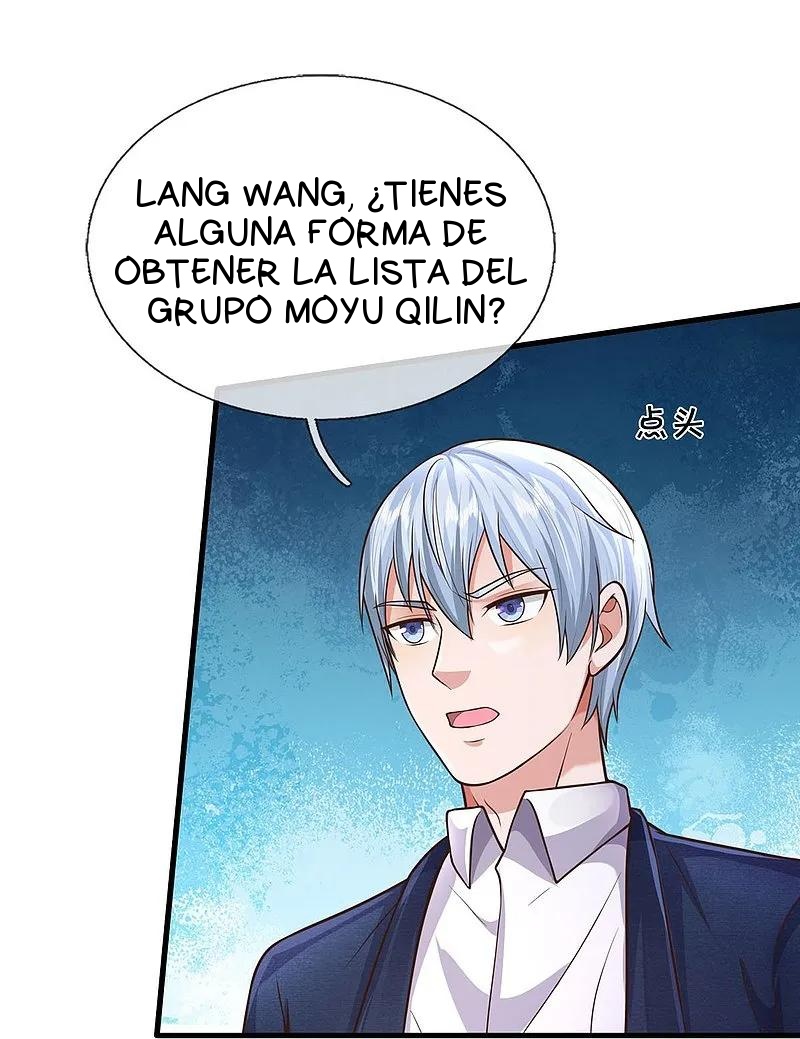 LANG WANG, ¿TIENES
ALGUNA FORMA DE
OBTENER LA LISTA DEL
GRUPO MOYU QILIN?
点头